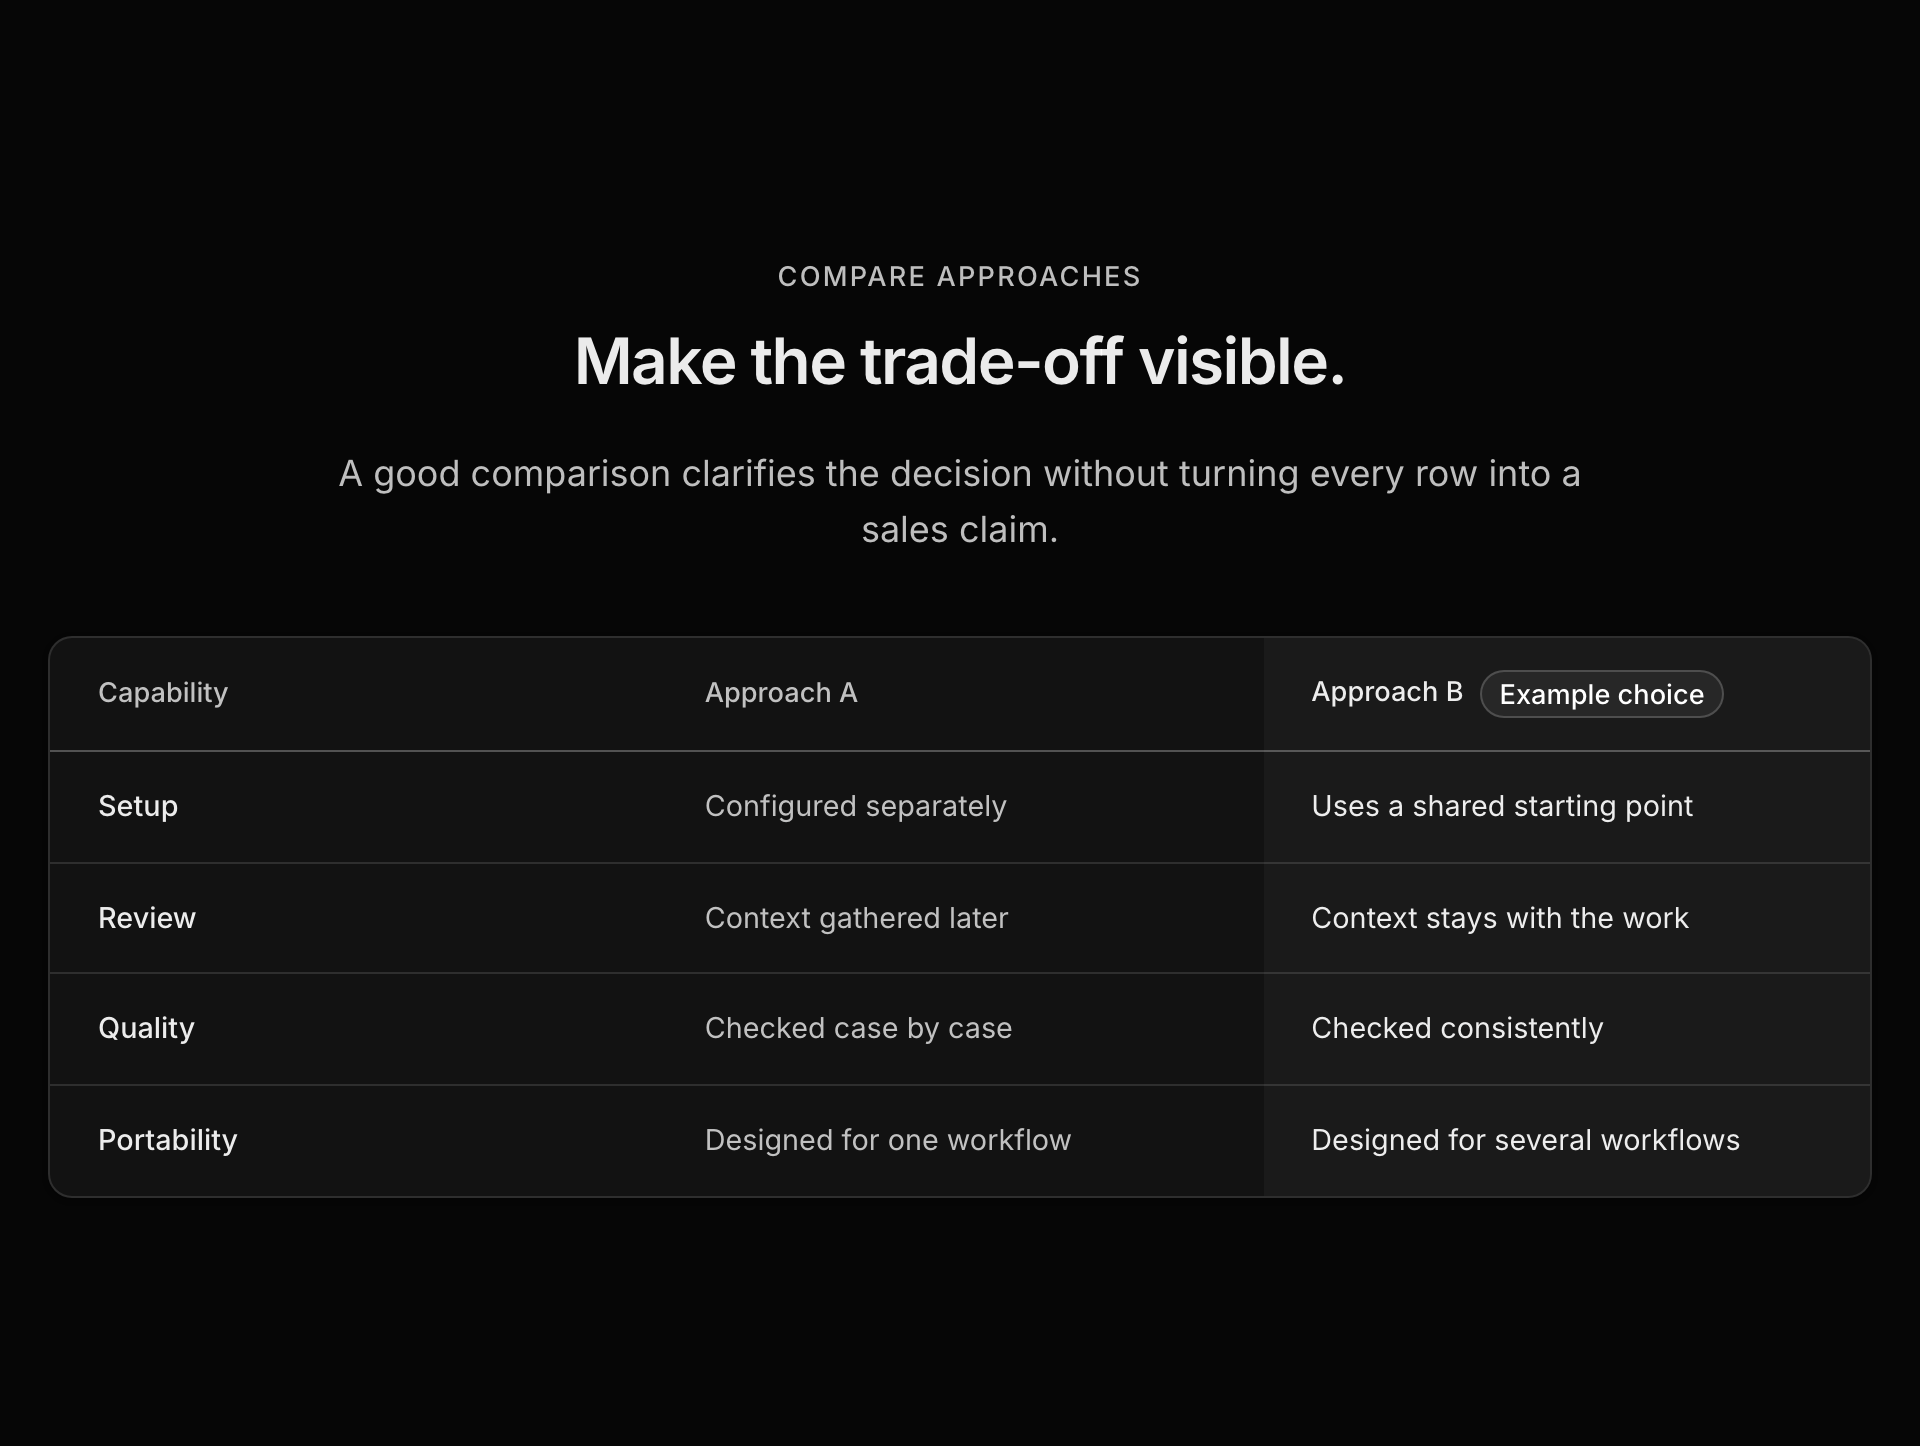 COMPARE APPROACHES
Make the trade-off visible.
A good comparison clarifies the decision without turning every row into a
sales claim.
Capability Approach A Approach B Example choice
Setup Configured separately Uses a shared starting point
Review Context gathered later Context stays with the work
Quality Checked case by case Checked consistently
Portability Designed for one workflow Designed for several workflows